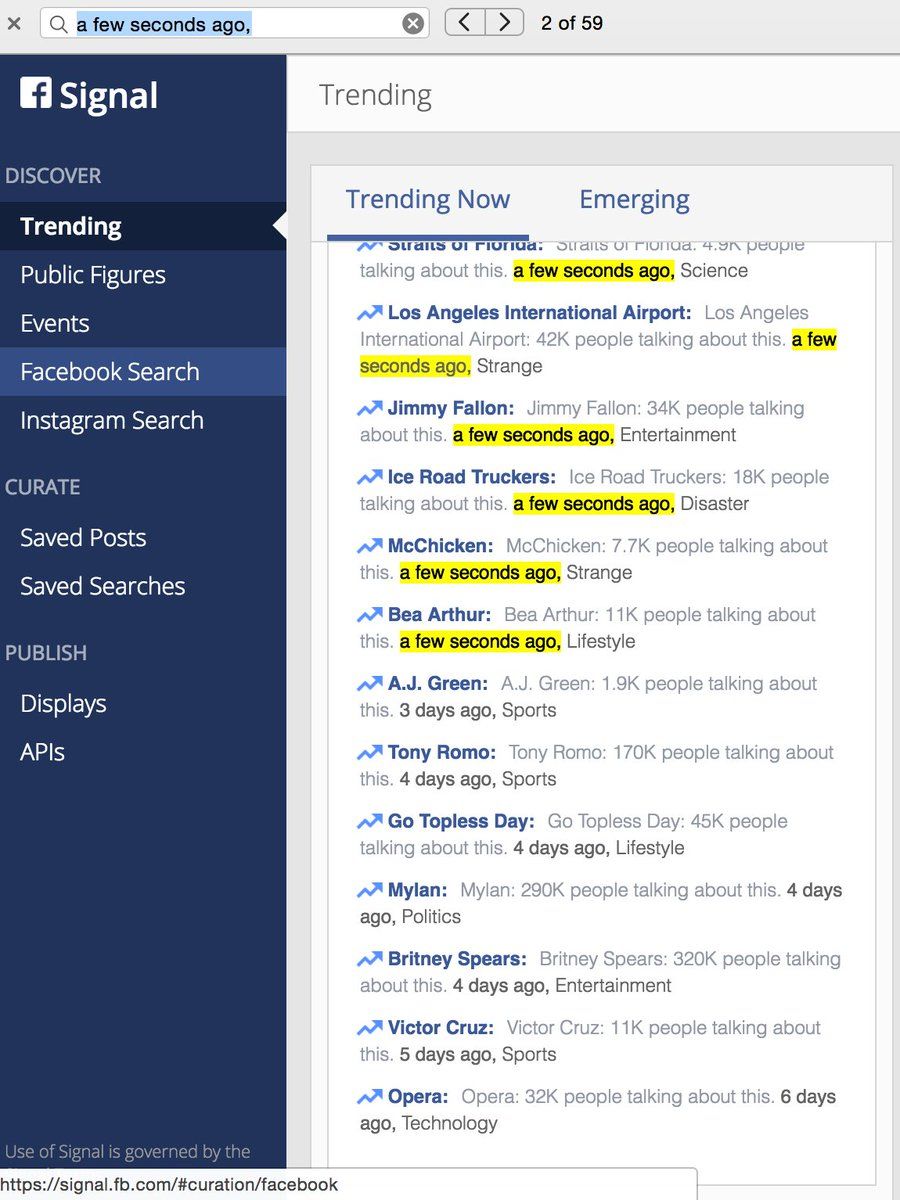 a few seconds ago,
2 of 59
Signal
DISCOVER
Trending
Public Figures
Events
Facebook Search
Instagram Search
CURATE
Saved Posts
Saved Searches
PUBLISH
Displays
APIs
Use of Signal is governed by the
https://signal.fb.com/#curation/facebook
Trending
Trending Now
Emerging
Straits of Florida: Straits of Florida: 4.9K people
talking about this. a few seconds ago, Science
Los Angeles International Airport: Los Angeles
International Airport: 42K people talking about this. a few
seconds ago, Strange
Jimmy Fallon: Jimmy Fallon: 34K people talking
about this. a few seconds ago, Entertainment
Ice Road Truckers: Ice Road Truckers: 18K people
talking about this. a few seconds ago, Disaster
McChicken: McChicken: 7.7K people talking about
this. a few seconds ago, Strange
Bea Arthur: Bea Arthur: 11K people talking about
this. a few seconds ago, Lifestyle
A.J. Green: A.J. Green: 1.9K people talking about
this. 3 days ago, Sports
Tony Romo: Tony Romo: 170K people talking about
this. 4 days ago, Sports
Go Topless Day: Go Topless Day: 45K people
talking about this. 4 days ago, Lifestyle
Mylan: Mylan: 290K people talking about this. 4 days
ago, Politics
Britney Spears: Britney Spears: 320K people talking
about this. 4 days ago, Entertainment
Victor Cruz: Victor Cruz: 11K people talking about
this. 5 days ago, Sports
Opera: Opera: 32K people talking about this. 6 days
ago, Technology